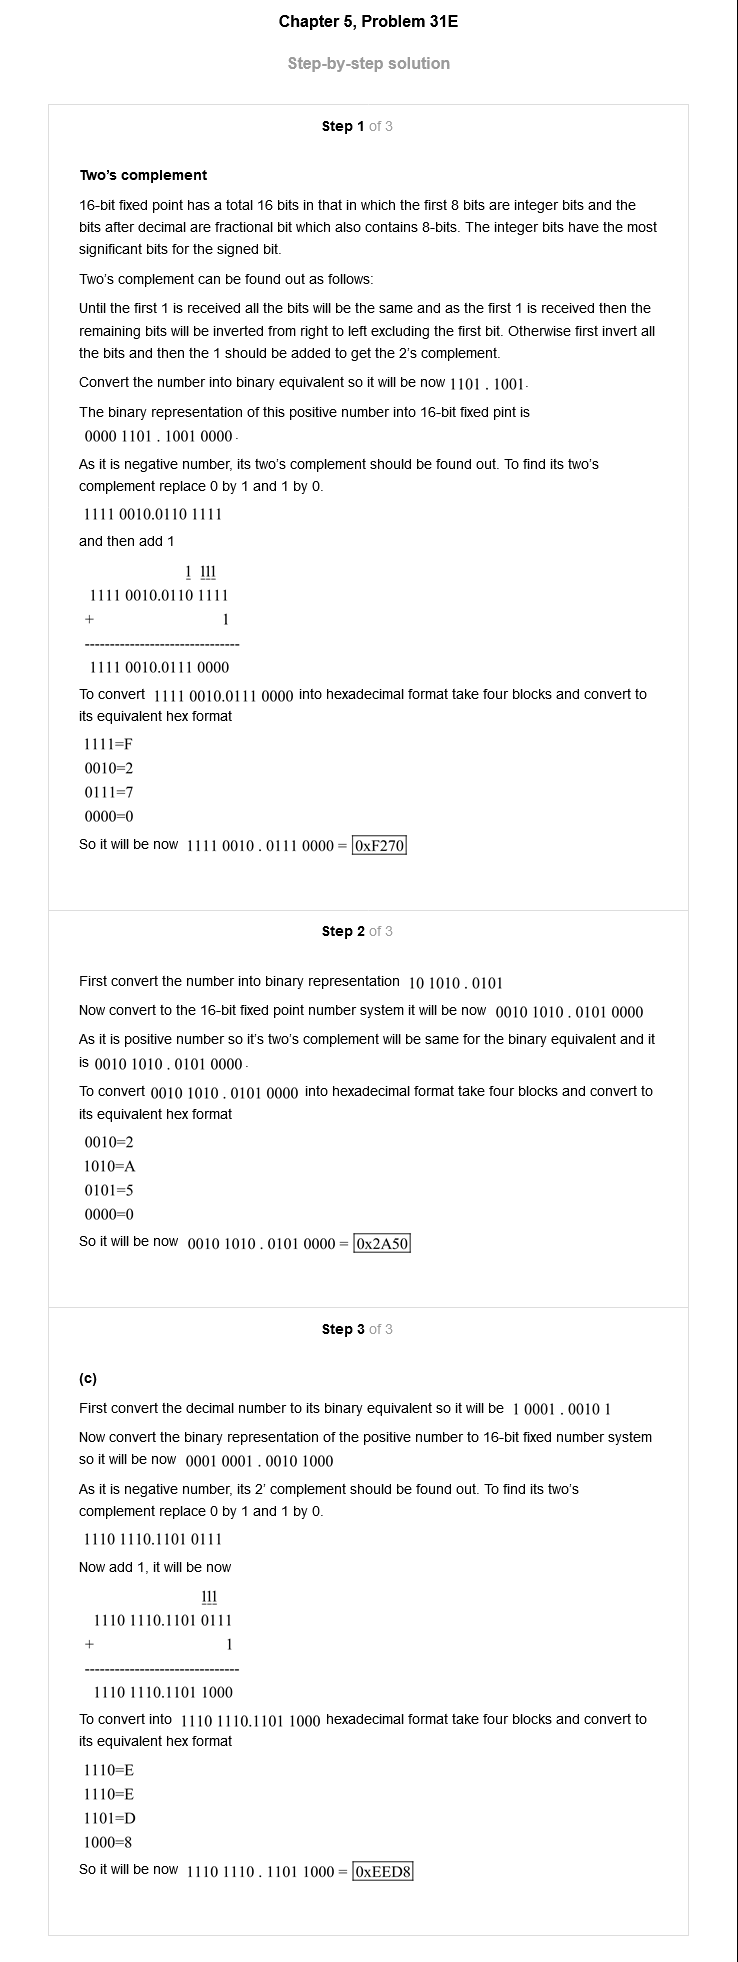 Chapter 5, Problem 31E
Step-by-step solution
Step 1 of 3
Two's complement
16-bit fixed point has a total 16 bits in that in which the first 8 bits are integer bits and the
bits after decimal are fractional bit which also contains 8-bits. The integer bits have the most
significant bits for the signed bit.
Two's complement can be found out as follows:
Until the first 1 is received all the bits will be the same and as the first 1 is received then the
remaining bits will be inverted from right to left excluding the first bit. Otherwise first invert all
the bits and then the 1 should be added to get the 2's complement.
Convert the number into binary equivalent so it will be now 1101 . 1001.
The binary representation of this positive number into 16-bit fixed pint is
0000 1101 . 1001 0000 .
As it is negative number, its two's complement should be found out. To find its two's
complement replace 0 by 1 and 1 by 0.
1111 0010.0110 1111
and then add 1
1 111
1111 0010.0110 1111
+ 1
-------------------------------
1111 0010.0111 0000
To convert 1111 0010.0111 0000 into hexadecimal format take four blocks and convert to
its equivalent hex format
1111=F
0010=2
0111=7
0000=0
So it will be now 1111 0010 . 0111 0000 = 0xF270
Step 2 of 3
First convert the number into binary representation 10 1010 . 0101
Now convert to the 16-bit fixed point number system it will be now 0010 1010 . 0101 0000
As it is positive number so it's two's complement will be same for the binary equivalent and it
is 0010 1010 . 0101 0000 .
To convert 0010 1010 . 0101 0000 into hexadecimal format take four blocks and convert to
its equivalent hex format
0010=2
1010=A
0101=5
0000=0
So it will be now 0010 1010 . 0101 0000 = 0x2A50
Step 3 of 3
(c)
First convert the decimal number to its binary equivalent so it will be 1 0001 . 0010 1
Now convert the binary representation of the positive number to 16-bit fixed number system
so it will be now 0001 0001 . 0010 1000
As it is negative number, its 2' complement should be found out. To find its two's
complement replace 0 by 1 and 1 by 0.
1110 1110.1101 0111
Now add 1, it will be now
111
1110 1110.1101 0111
+ 1
-------------------------------
1110 1110.1101 1000
To convert into 1110 1110.1101 1000 hexadecimal format take four blocks and convert to
its equivalent hex format
1110=E
1110=E
1101=D
1000=8
So it will be now 1110 1110 . 1101 1000 = 0xEED8